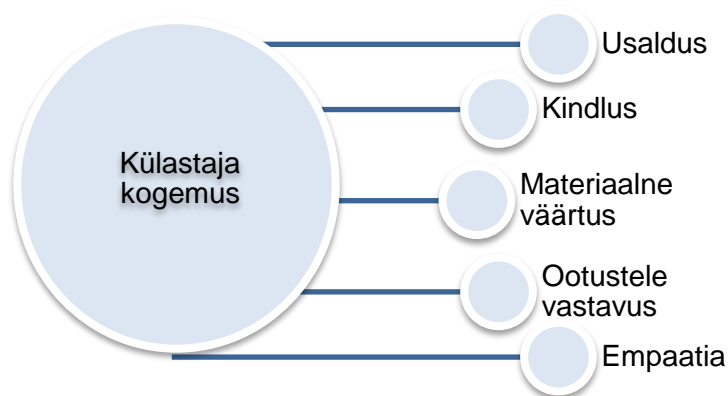 Külastaja
kogemus
Usaldus
Kindlus
Materiaalne
väärtus
Ootustele
vastavus
Empaatia